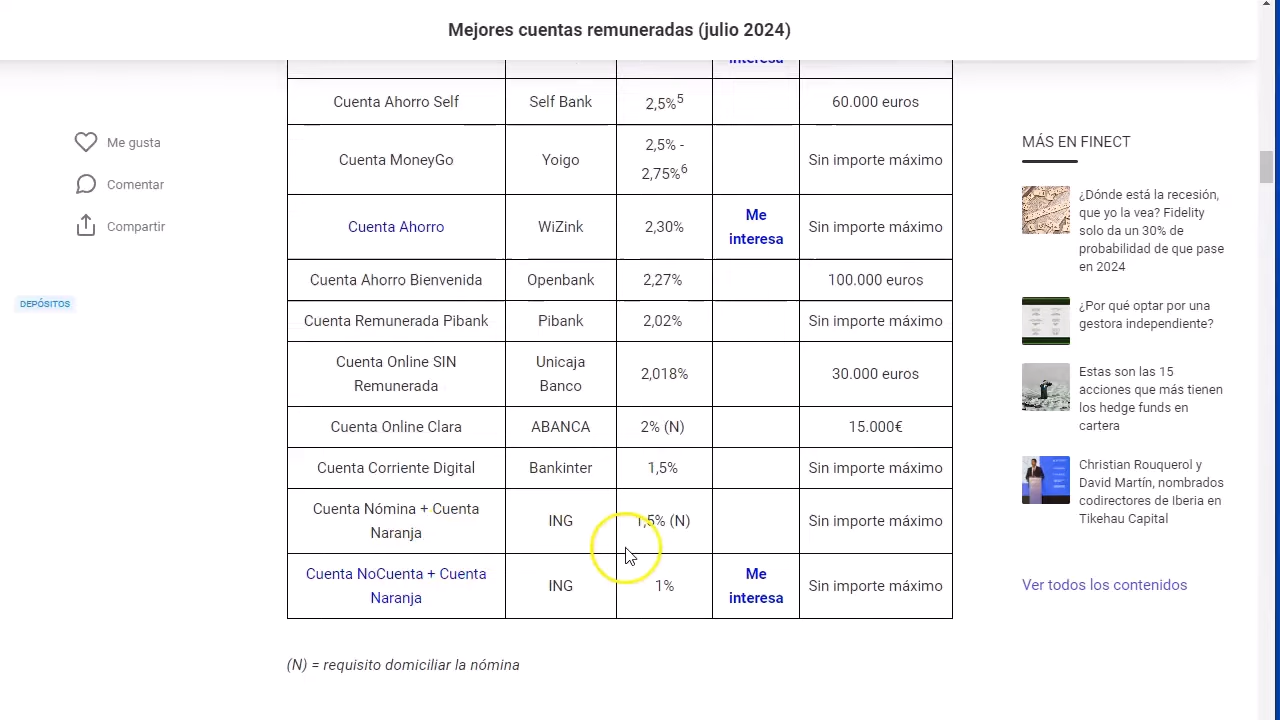 Mejores cuentas remuneradas (julio 2024)
interesa
Cuenta Ahorro Self
Self Bank
2,5%5
60.000 euros
Cuenta MoneyGo
Yoigo
2,5% -
2,75%6
Sin importe máximo
Cuenta Ahorro
WiZink
2,30%
Me
interesa
Sin importe máximo
Cuenta Ahorro Bienvenida
Openbank
2,27%
100.000 euros
Cuenta Remunerada Pibank
Pibank
2,02%
Sin importe máximo
Cuenta Online SIN
Remunerada
Unicaja
Banco
2,018%
30.000 euros
Cuenta Online Clara
ABANCA
2% (N)
15.000€
Cuenta Corriente Digital
Bankinter
1,5%
Sin importe máximo
Cuenta Nómina + Cuenta
Naranja
ING
1,5% (N)
Sin importe máximo
Cuenta NoCuenta + Cuenta
Naranja
ING
1%
Me
interesa
Sin importe máximo
(N) = requisito domiciliar la nómina
Me gusta
Comentar
Compartir
DEPÓSITOS
MÁS EN FINECT
¿Dónde está la recesión,
que yo la vea? Fidelity
solo da un 30% de
probabilidad de que pase
en 2024
¿Por qué optar por una
gestora independiente?
Estas son las 15
acciones que más tienen
los hedge funds en
cartera
Christian Rouquerol y
David Martín, nombrados
codirectores de Iberia en
Tikehau Capital
Ver todos los contenidos